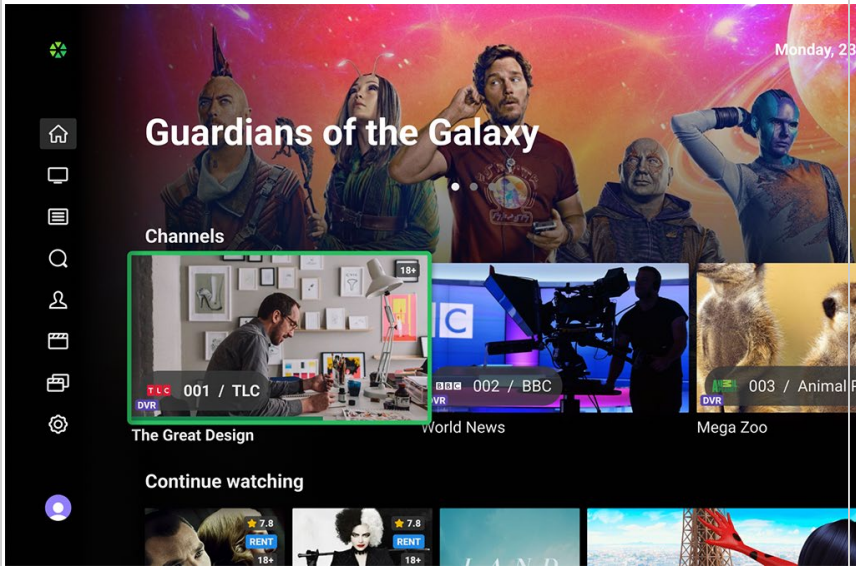 Monday, 23
Guardians of the Galaxy
Channels
18+
TLC 001 / TLC
DVR
The Great Design
BBC 002 / BBC
DVR
World News
C
003 / Animal
DVR
Mega Zoo
Continue watching
7.8
RENT
18+
7.8
RENT
18+
LAND